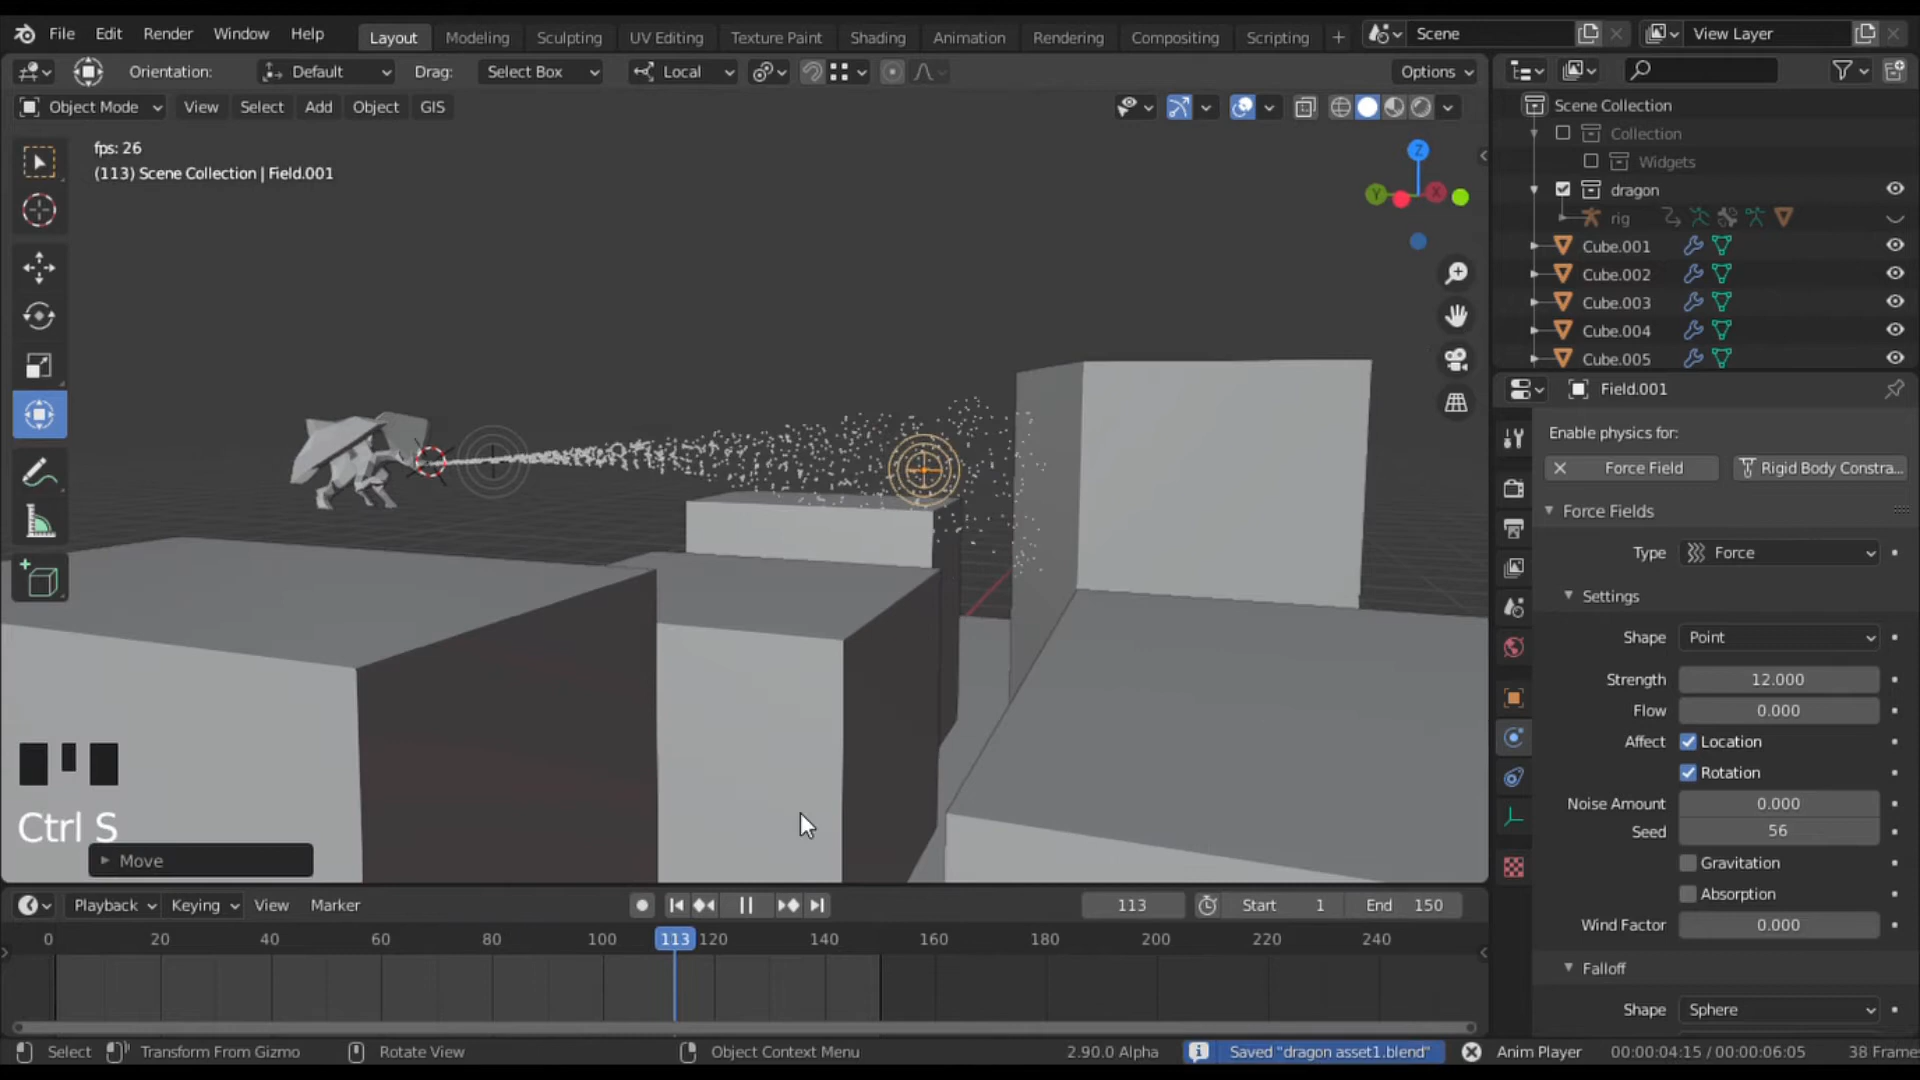 File Edit Render Window Help Layout Modeling Sculpting UV Editing Texture Paint Shading Animation Rendering Compositing Scripting + Scene View Layer
Orientation: Default Drag: Select Box Local Options
Object Mode View Select Add Object GIS
fps: 26
(113) Scene Collection | Field.001
Z
Y
X
Ctrl S
Move
Scene Collection
Collection
Widgets
dragon
rig
Cube.001
Cube.002
Cube.003
Cube.004
Cube.005
Field.001
Enable physics for:
Force Field Rigid Body Constra...
Force Fields
Type Force
Settings
Shape Point
Strength 12.000
Flow 0.000
Affect Location
Rotation
Noise Amount 0.000
Seed 56
Gravitation
Absorption
Wind Factor 0.000
Falloff
Shape Sphere
Playback Keying View Marker 113 Start 1 End 150
0 20 40 60 80 100 113 120 140 160 180 200 220 240
Select Transform From Gizmo Rotate View Object Context Menu 2.90.0 Alpha Saved "dragon asset1.blend" Anim Player 00:00:04:15 / 00:00:06:05 38 Frame